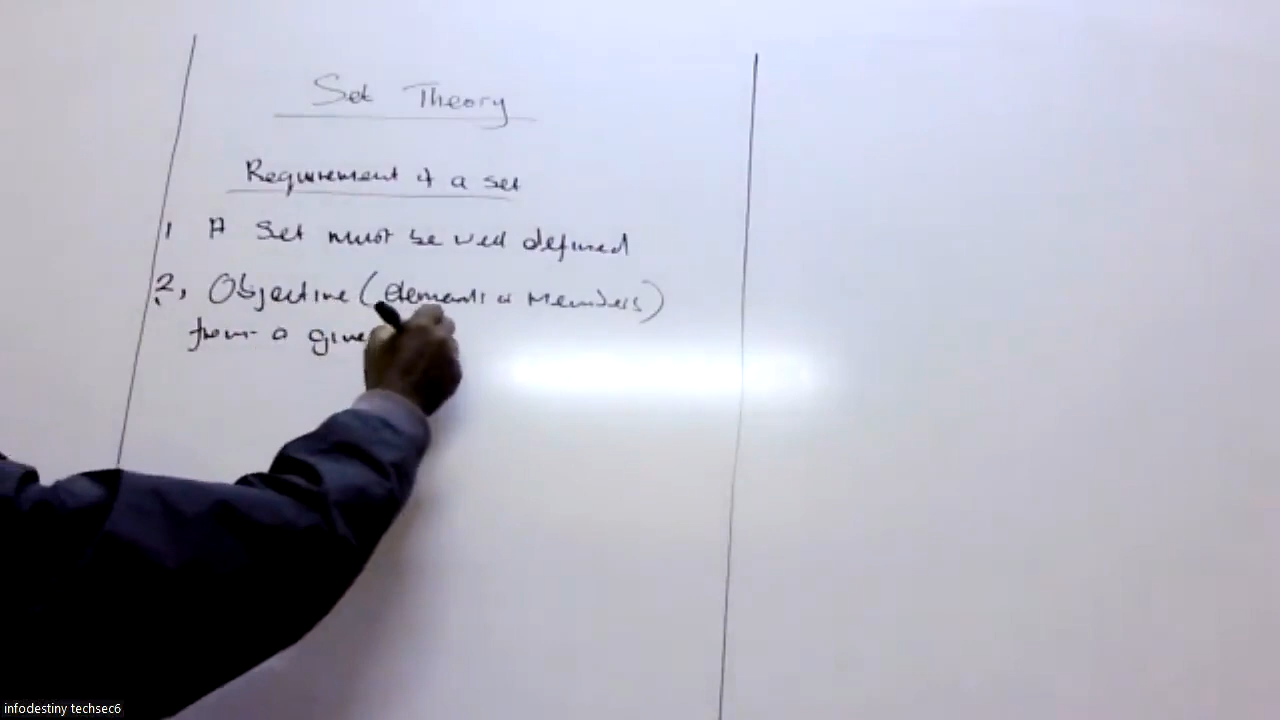 Set Theory
Requirement of a set
1 A set must be well defined
2, Objective (elements or Members)
from a give
infodestiny techsec6